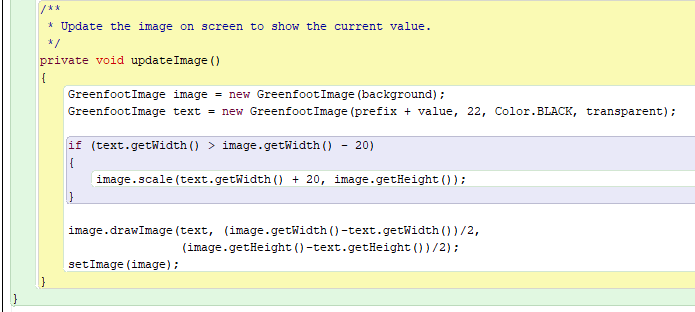 /**
 * Update the image on screen to show the current value.
 */
private void updateImage()
{
    GreenfootImage image = new GreenfootImage(background);
    GreenfootImage text = new GreenfootImage(prefix + value, 22, Color.BLACK, transparent);

    if (text.getWidth() > image.getWidth() - 20)
    {
        image.scale(text.getWidth() + 20, image.getHeight());
    }

    image.drawImage(text, (image.getWidth()-text.getWidth())/2,
                    (image.getHeight()-text.getHeight())/2);
    setImage(image);
}
}